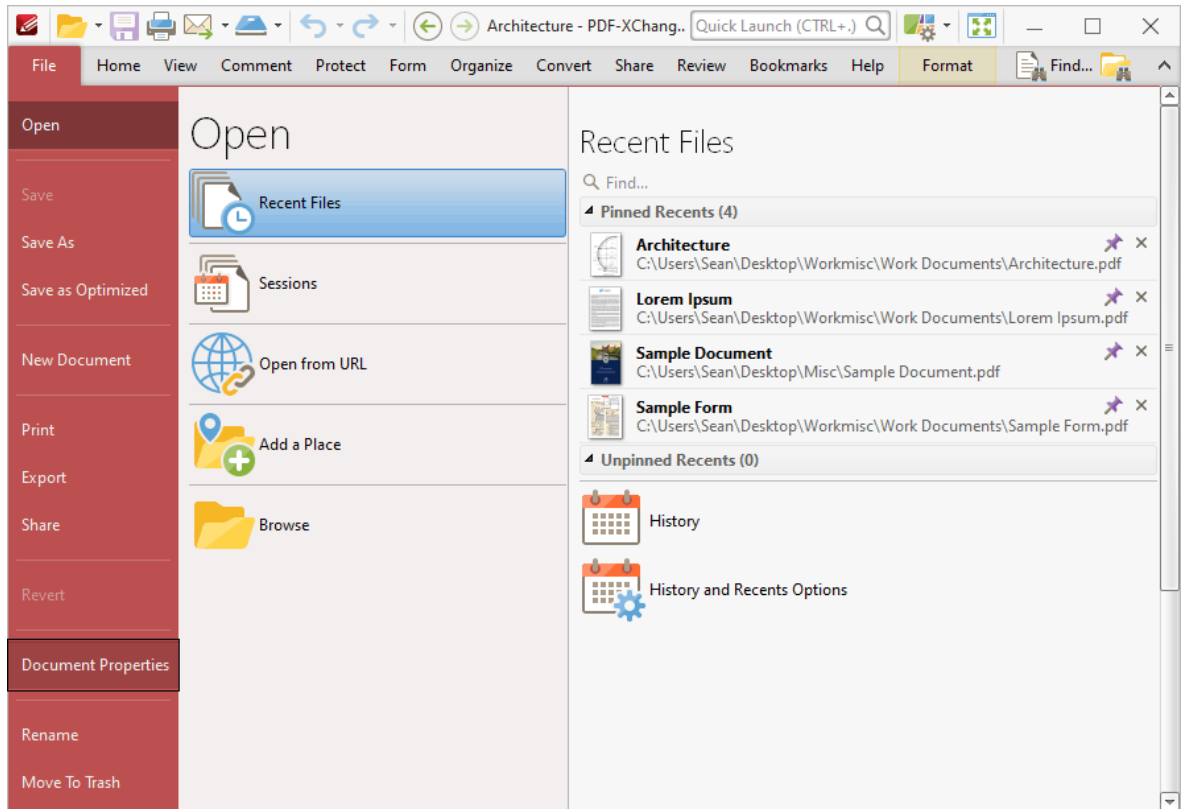 Architecture - PDF-XChang.. Quick Launch (CTRL+.)
File Home View Comment Protect Form Organize Convert Share Review Bookmarks Help Format Find...
Open
Save
Save As
Save as Optimized
New Document
Print
Export
Share
Revert
Document Properties
Rename
Move To Trash
Open
Recent Files
Sessions
Open from URL
Add a Place
Browse
Recent Files
Find...
Pinned Recents (4)
Architecture
C:\Users\Sean\Desktop\Workmisc\Work Documents\Architecture.pdf
Lorem Ipsum
C:\Users\Sean\Desktop\Workmisc\Work Documents\Lorem Ipsum.pdf
Sample Document
C:\Users\Sean\Desktop\Misc\Sample Document.pdf
Sample Form
C:\Users\Sean\Desktop\Workmisc\Work Documents\Sample Form.pdf
Unpinned Recents (0)
History
History and Recents Options